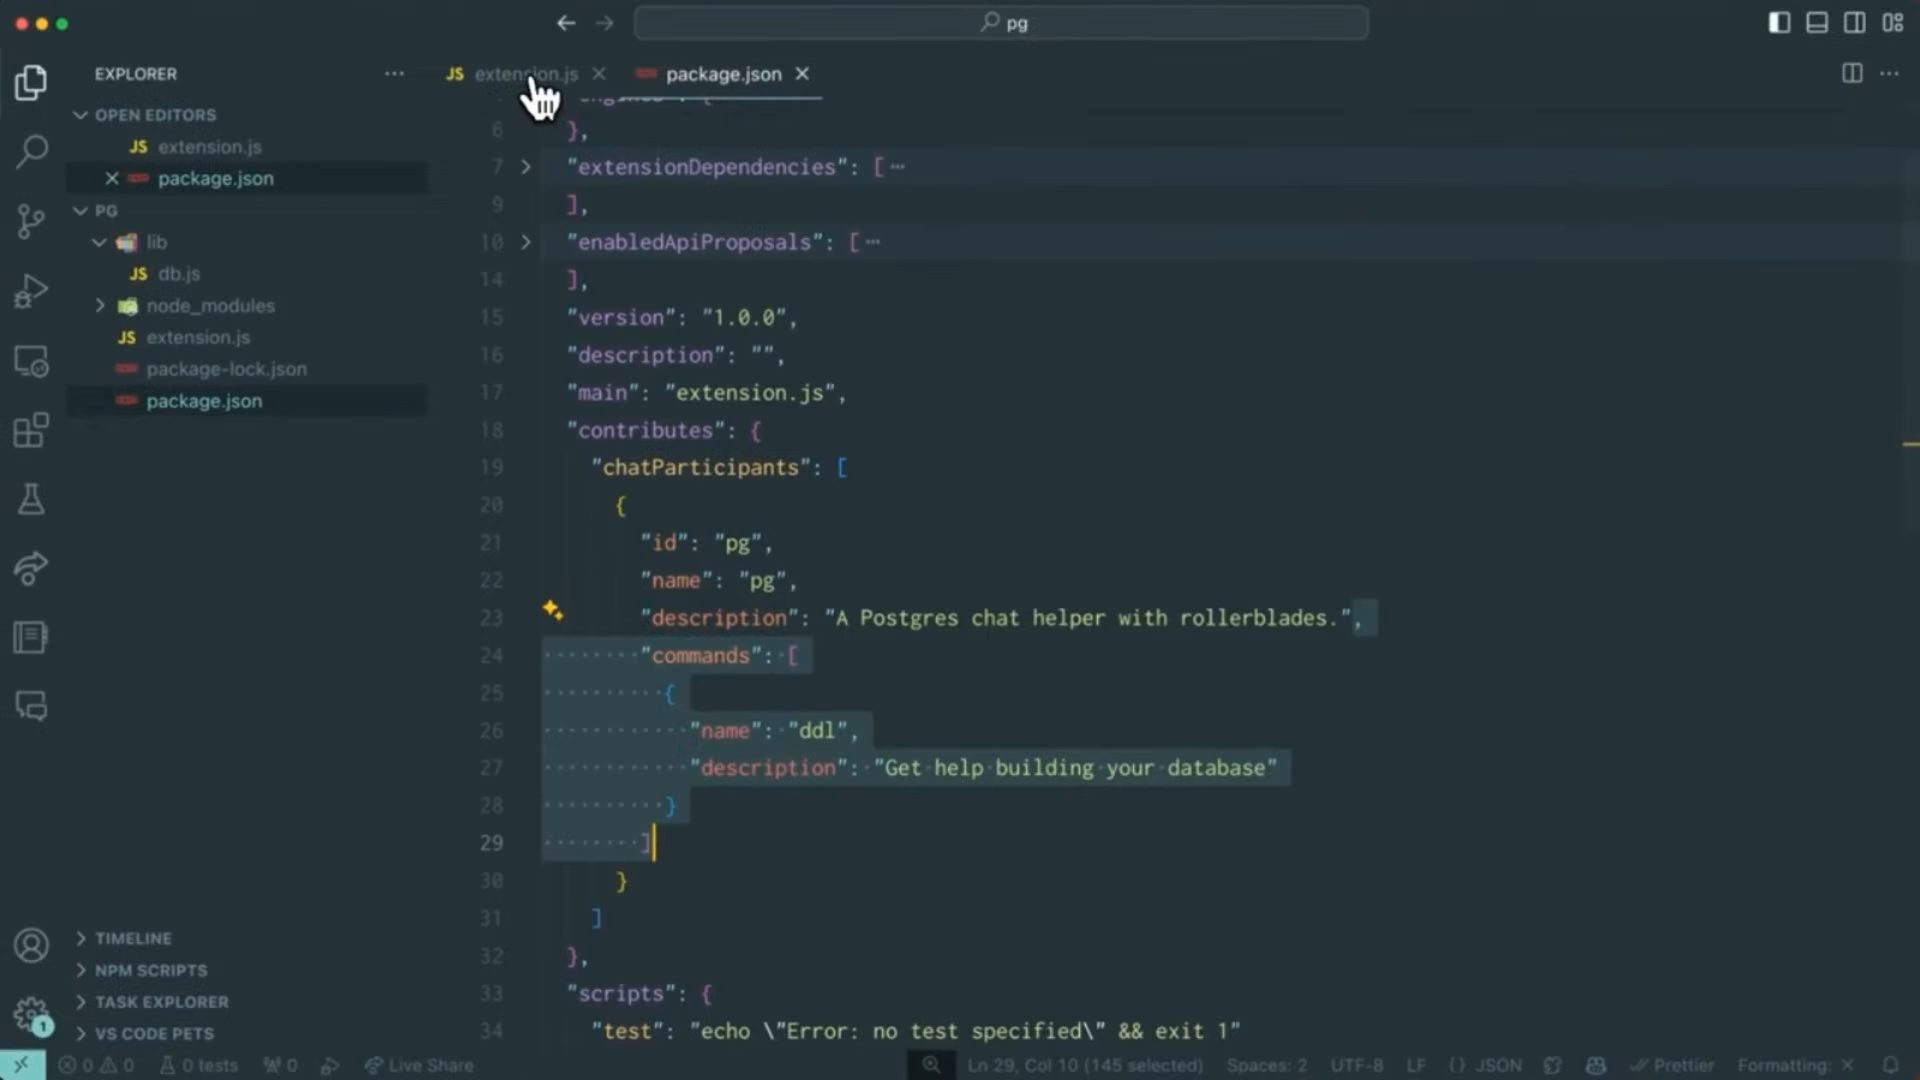 pg
EXPLORER
JS extension.js
package.json
OPEN EDITORS
JS extension.js
package.json
PG
lib
JS db.js
node_modules
JS extension.js
package-lock.json
package.json
TIMELINE
NPM SCRIPTS
TASK EXPLORER
VS CODE PETS
1
6 },
7 "extensionDependencies": [ ⋯
9 ],
10 "enabledApiProposals": [ ⋯
14 ],
15 "version": "1.0.0",
16 "description": "",
17 "main": "extension.js",
18 "contributes": {
19 "chatParticipants": [
20 {
21 "id": "pg",
22 "name": "pg",
23 "description": "A Postgres chat helper with rollerblades.",
24 "commands": [
25 {
26 "name": "ddl",
27 "description": "Get help building your database"
28 }
29 ]
30 }
31 ]
32 },
33 "scripts": {
34 "test": "echo \"Error: no test specified\" && exit 1"
0 0 0 tests 0 Live Share Ln 29, Col 10 (145 selected) Spaces: 2 UTF-8 LF {} JSON Prettier Formatting: ×